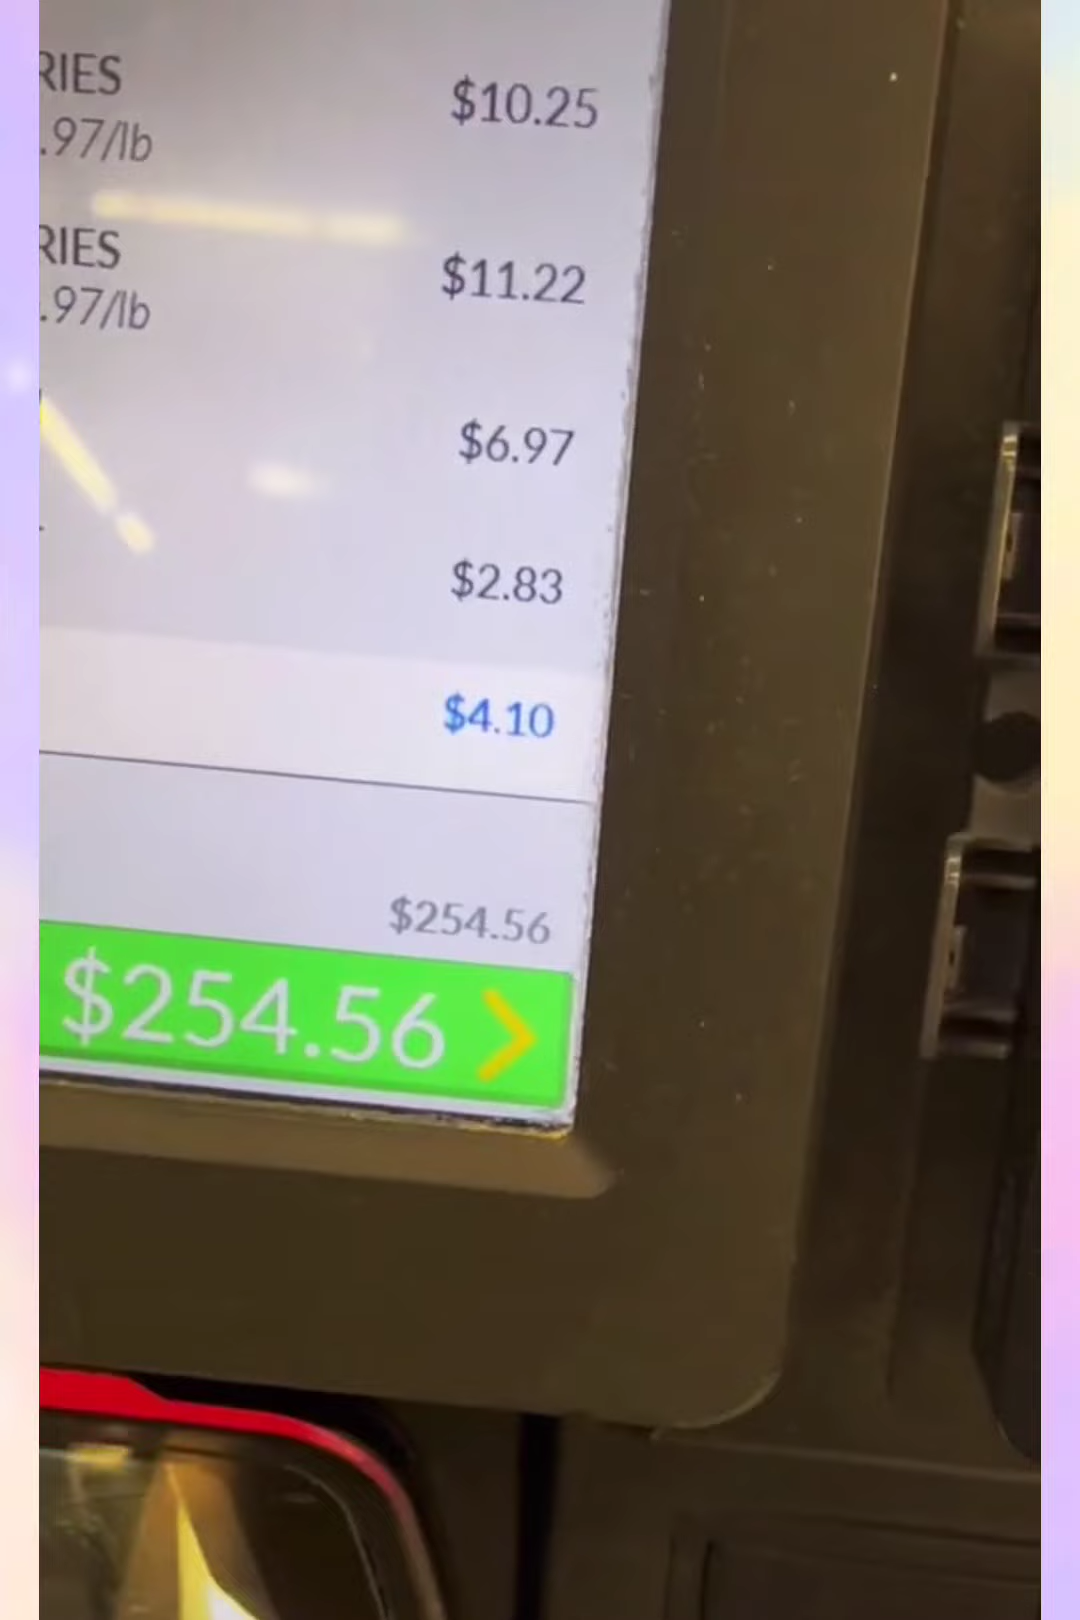 RIES $10.25
.97/lb
RIES $11.22
.97/lb
$6.97
$2.83
$4.10
$254.56
$254.56 >